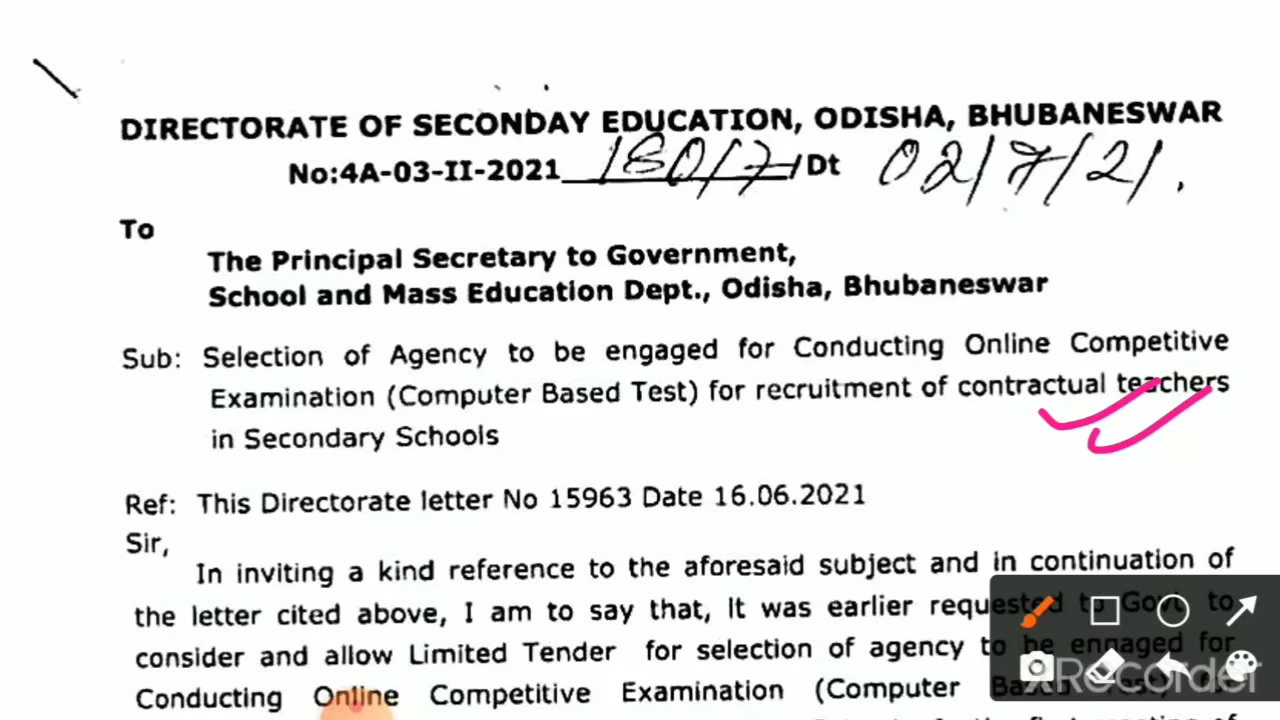 DIRECTORATE OF SECONDAY EDUCATION, ODISHA, BHUBANESWAR
No:4A-03-II-2021 18017/Dt 02/7/21.
To
The Principal Secretary to Government,
School and Mass Education Dept., Odisha, Bhubaneswar
Sub: Selection of Agency to be engaged for Conducting Online Competitive
Examination (Computer Based Test) for recruitment of contractual teachers
in Secondary Schools
Ref: This Directorate letter No 15963 Date 16.06.2021
Sir,
In inviting a kind reference to the aforesaid subject and in continuation of
the letter cited above, I am to say that, It was earlier requested to Govt to
consider and allow Limited Tender for selection of agency to be engaged for
Conducting Online Competitive Examination (Computer Based Test)
XRecorder